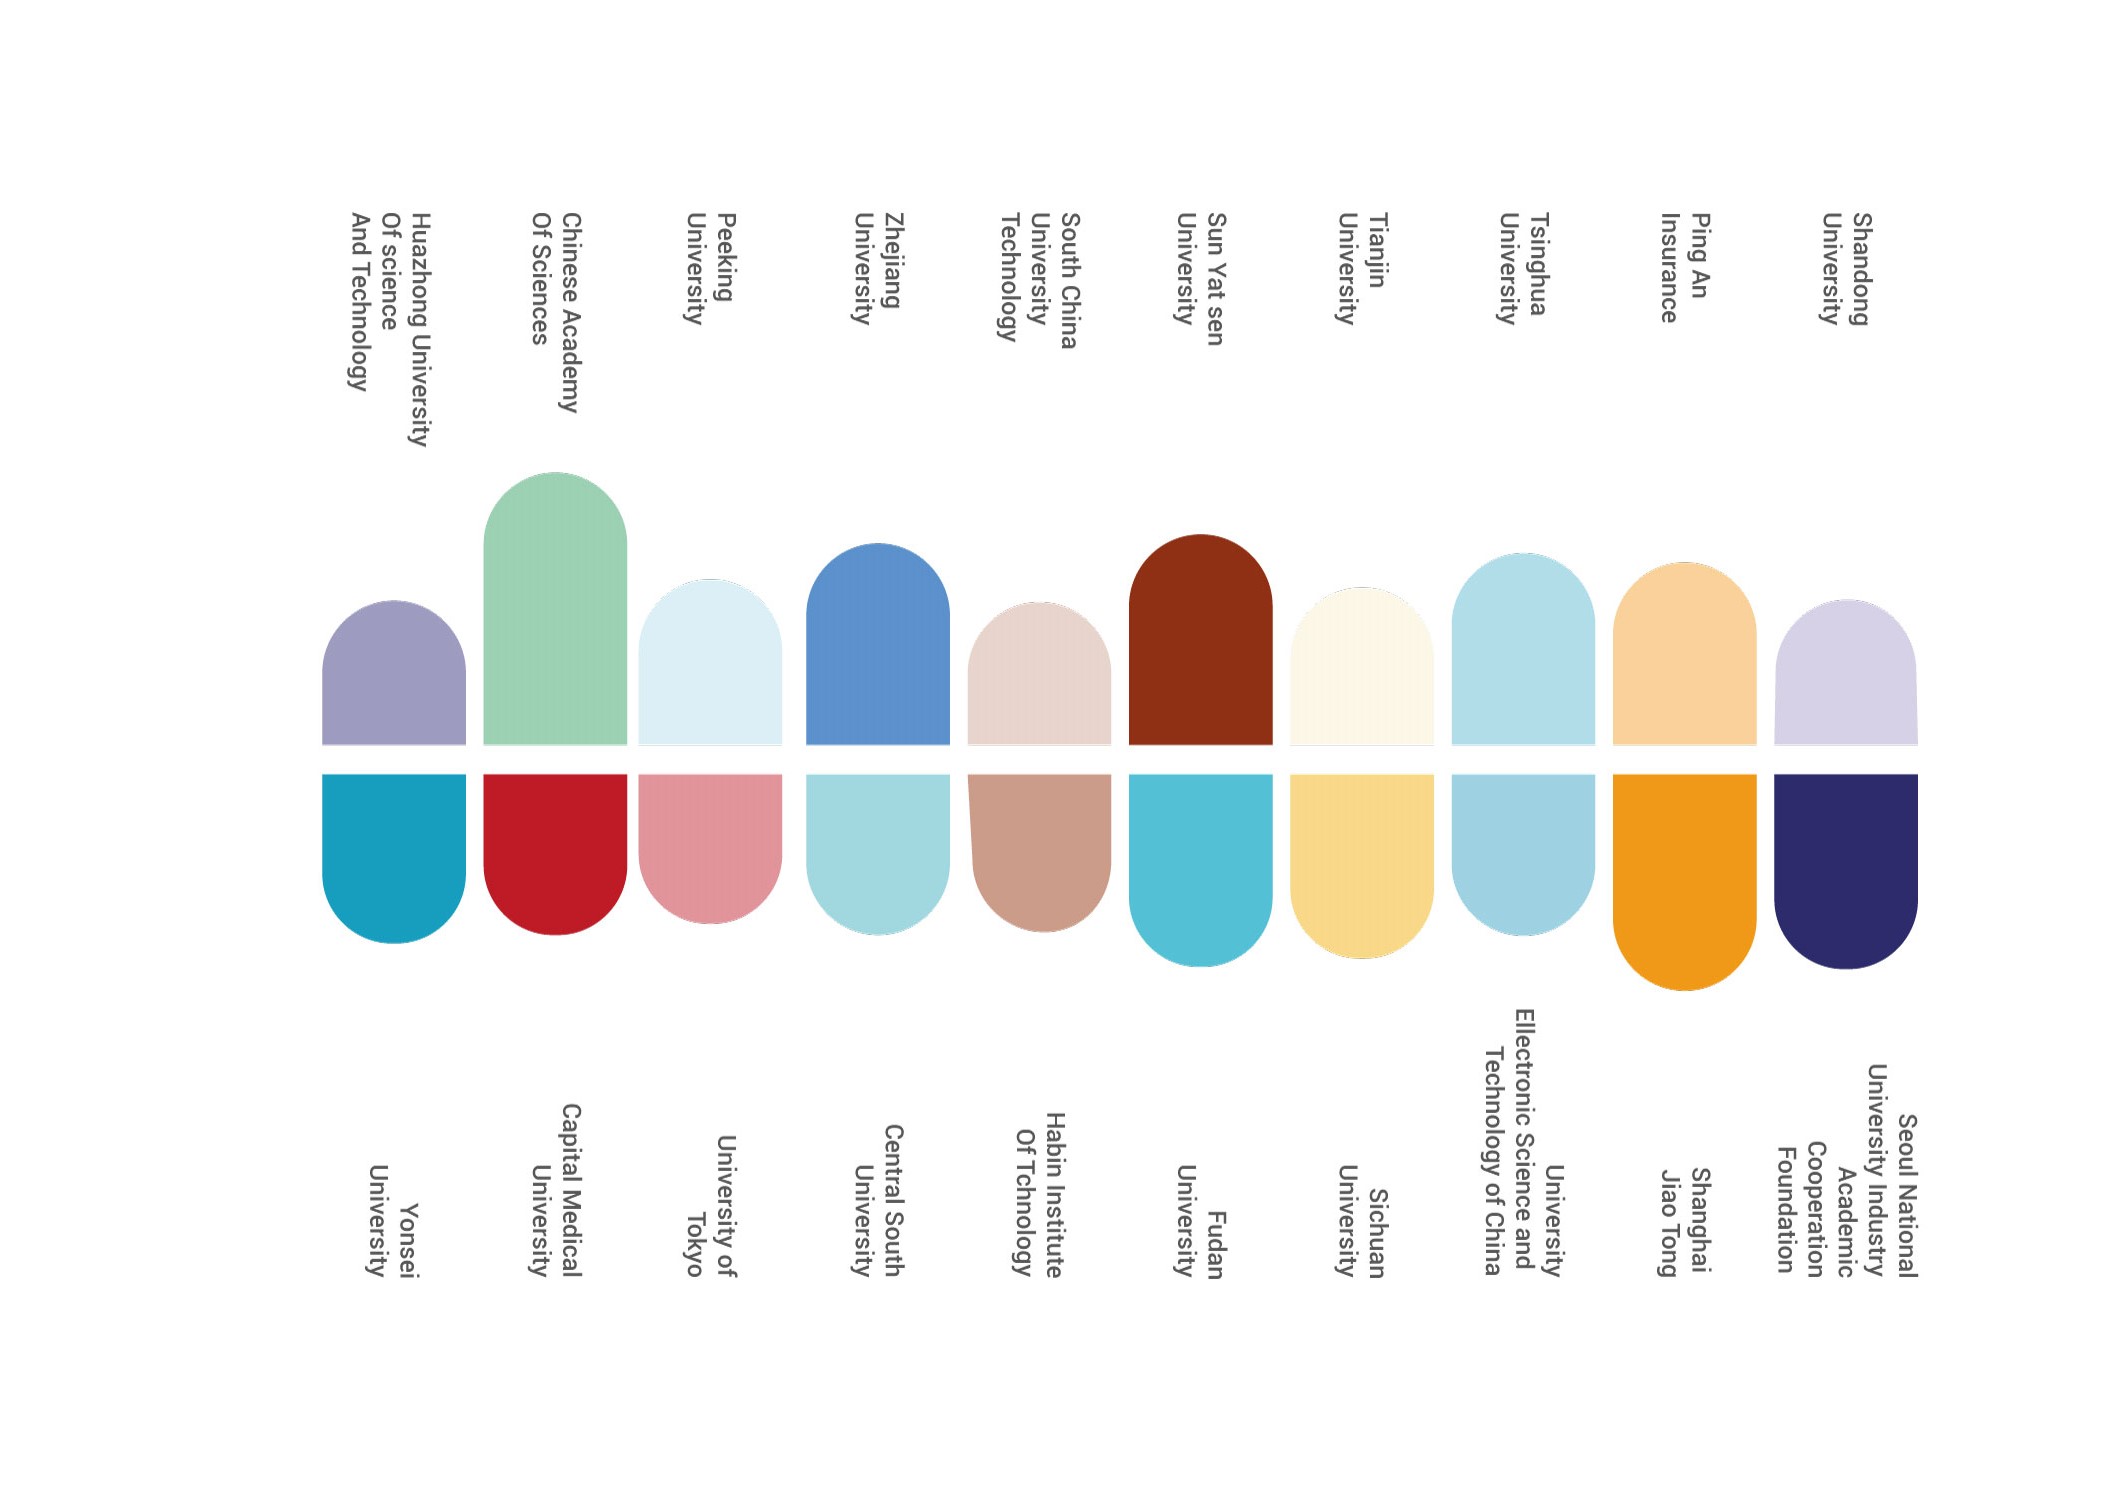 Huazhong University
Of science
And Technology
Chinese Academy
Of Sciences
Peeking
University
Zhejiang
University
South China
University
Technology
Sun Yat sen
University
Tianjin
University
Tsinghua
University
Ping An
Insurance
Shandong
University
Yonsei
University
Capital Medical
University
University of
Tokyo
Central South
University
Habin Institute
Of Tchnology
Fudan
University
Sichuan
University
University
Ellectronic Science and
Technology of China
Shanghai
Jiao Tong
Seoul National
University Industry
Academic
Cooperation
Foundation